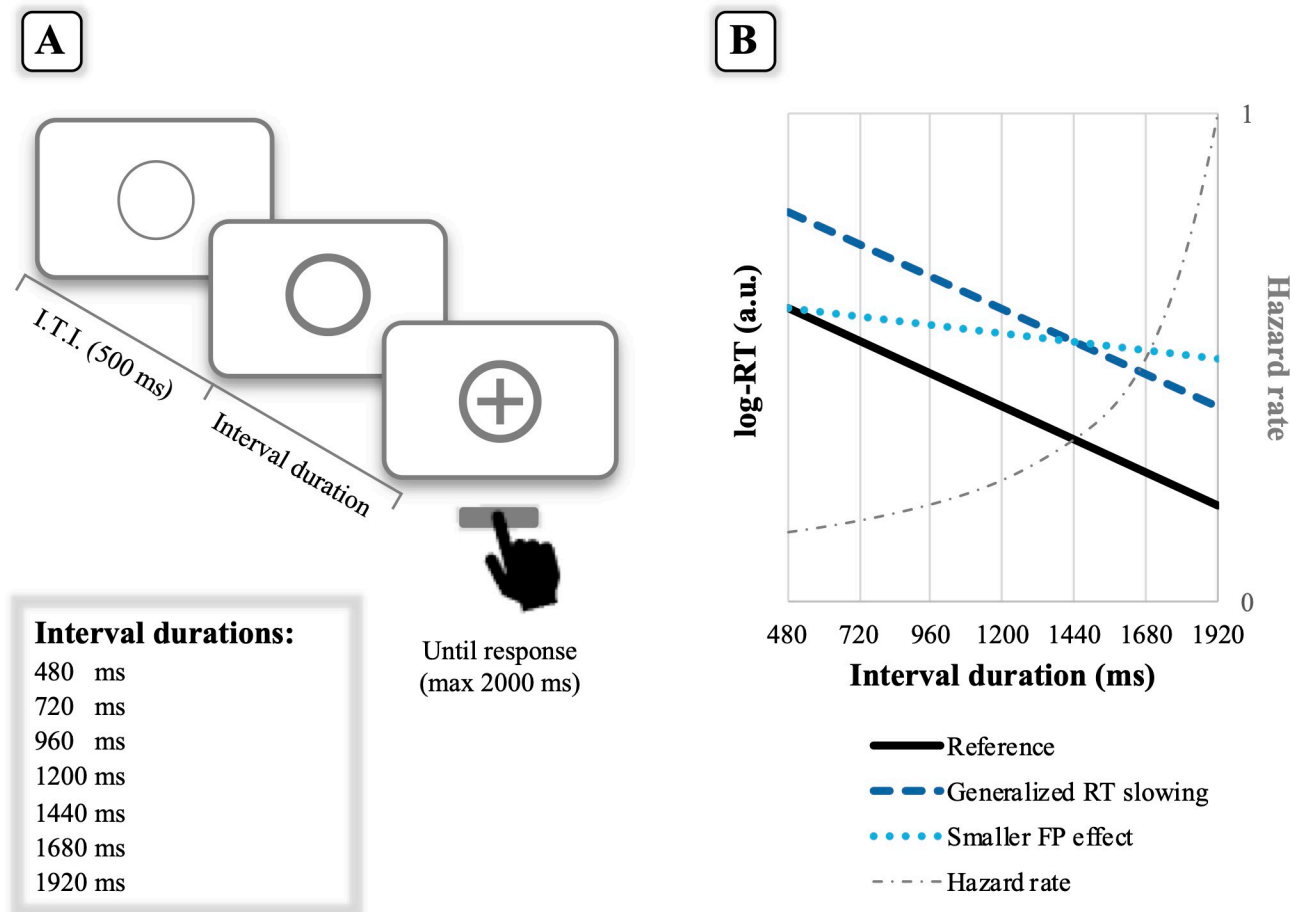 A
I.T.I. (500 ms)
Interval duration
Until response
(max 2000 ms)
Interval durations:
480 ms
720 ms
960 ms
1200 ms
1440 ms
1680 ms
1920 ms
B
log-RT (a.u.)
1
0
Hazard rate
480 720 960 1200 1440 1680 1920
Interval duration (ms)
Reference
Generalized RT slowing
Smaller FP effect
Hazard rate